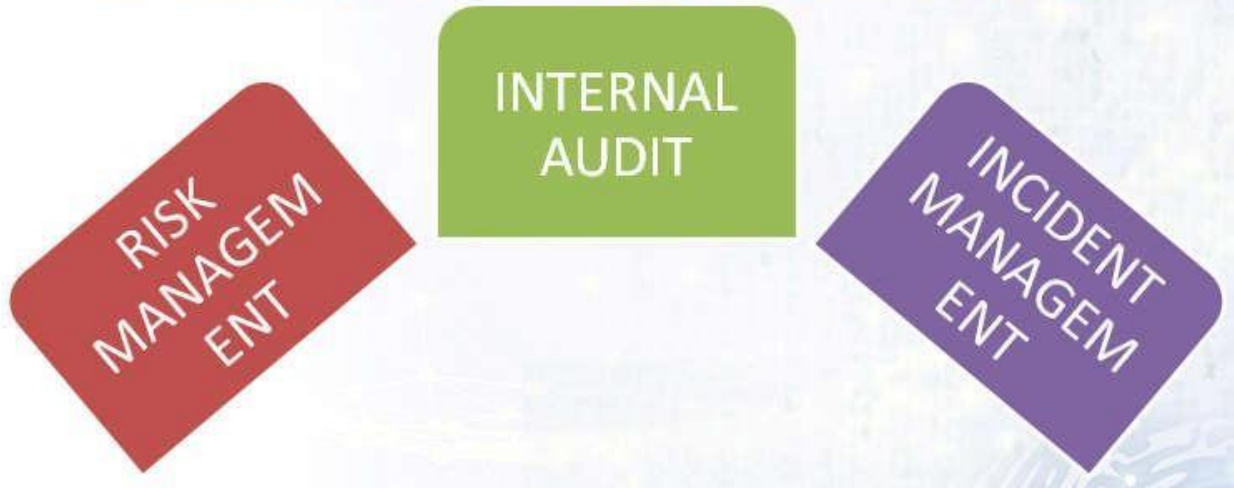 RISK
MANAGEM
ENT
INTERNAL
AUDIT
INCIDENT
MANAGEM
ENT